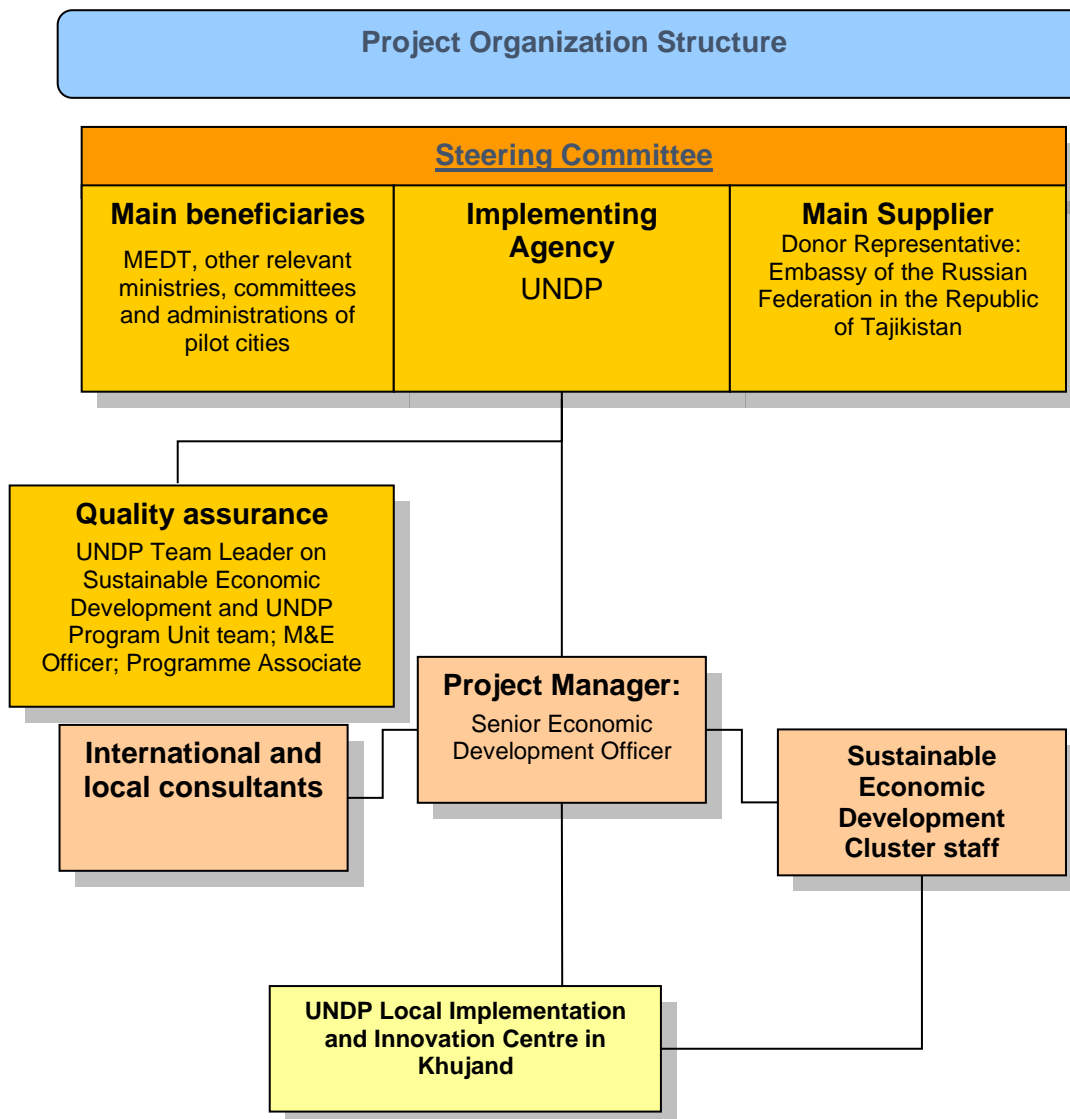 Project Organization Structure
Steering Committee
Main beneficiaries
MEDT, other relevant
ministries, committees
and administrations of
pilot cities
Implementing
Agency
UNDP
Main Supplier
Donor Representative:
Embassy of the Russian
Federation in the Republic
of Tajikistan
Quality assurance
UNDP Team Leader on
Sustainable Economic
Development and UNDP
Program Unit team; M&E
Officer; Programme Associate
Project Manager:
Senior Economic
Development Officer
International and
local consultants
Sustainable
Economic
Development
Cluster staff
UNDP Local Implementation
and Innovation Centre in
Khujand